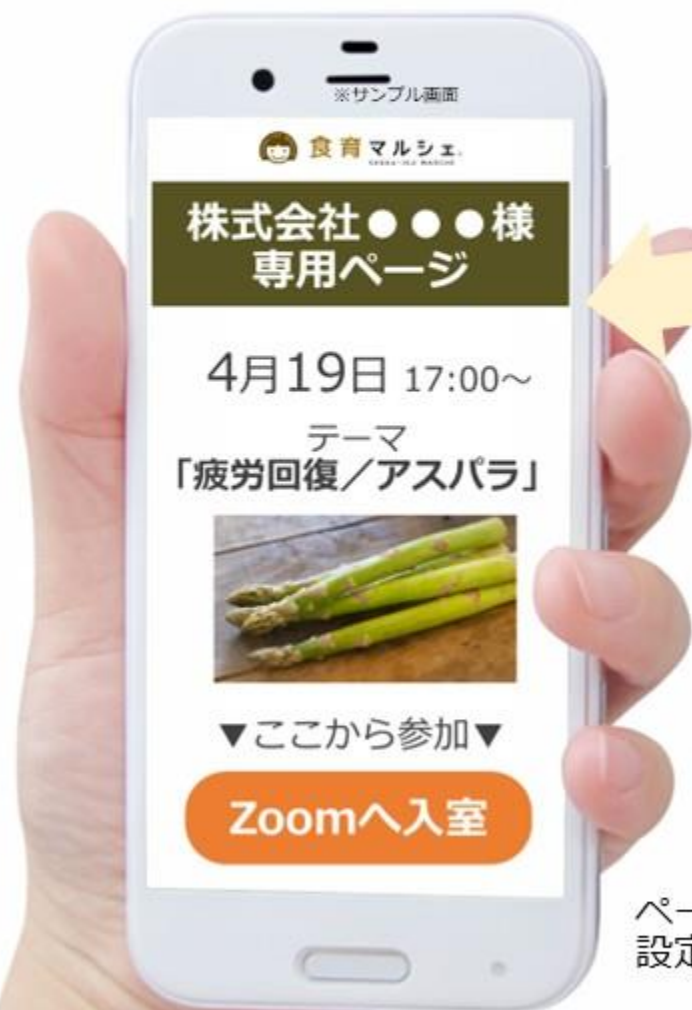 ※サンプル画面
食育マルシェ.
株式会社●●●様
専用ページ
4月19日 17:00～
テーマ
「疲労回復／アスパラ」
▼ここから参加▼
Zoomへ入室
ペー
設定